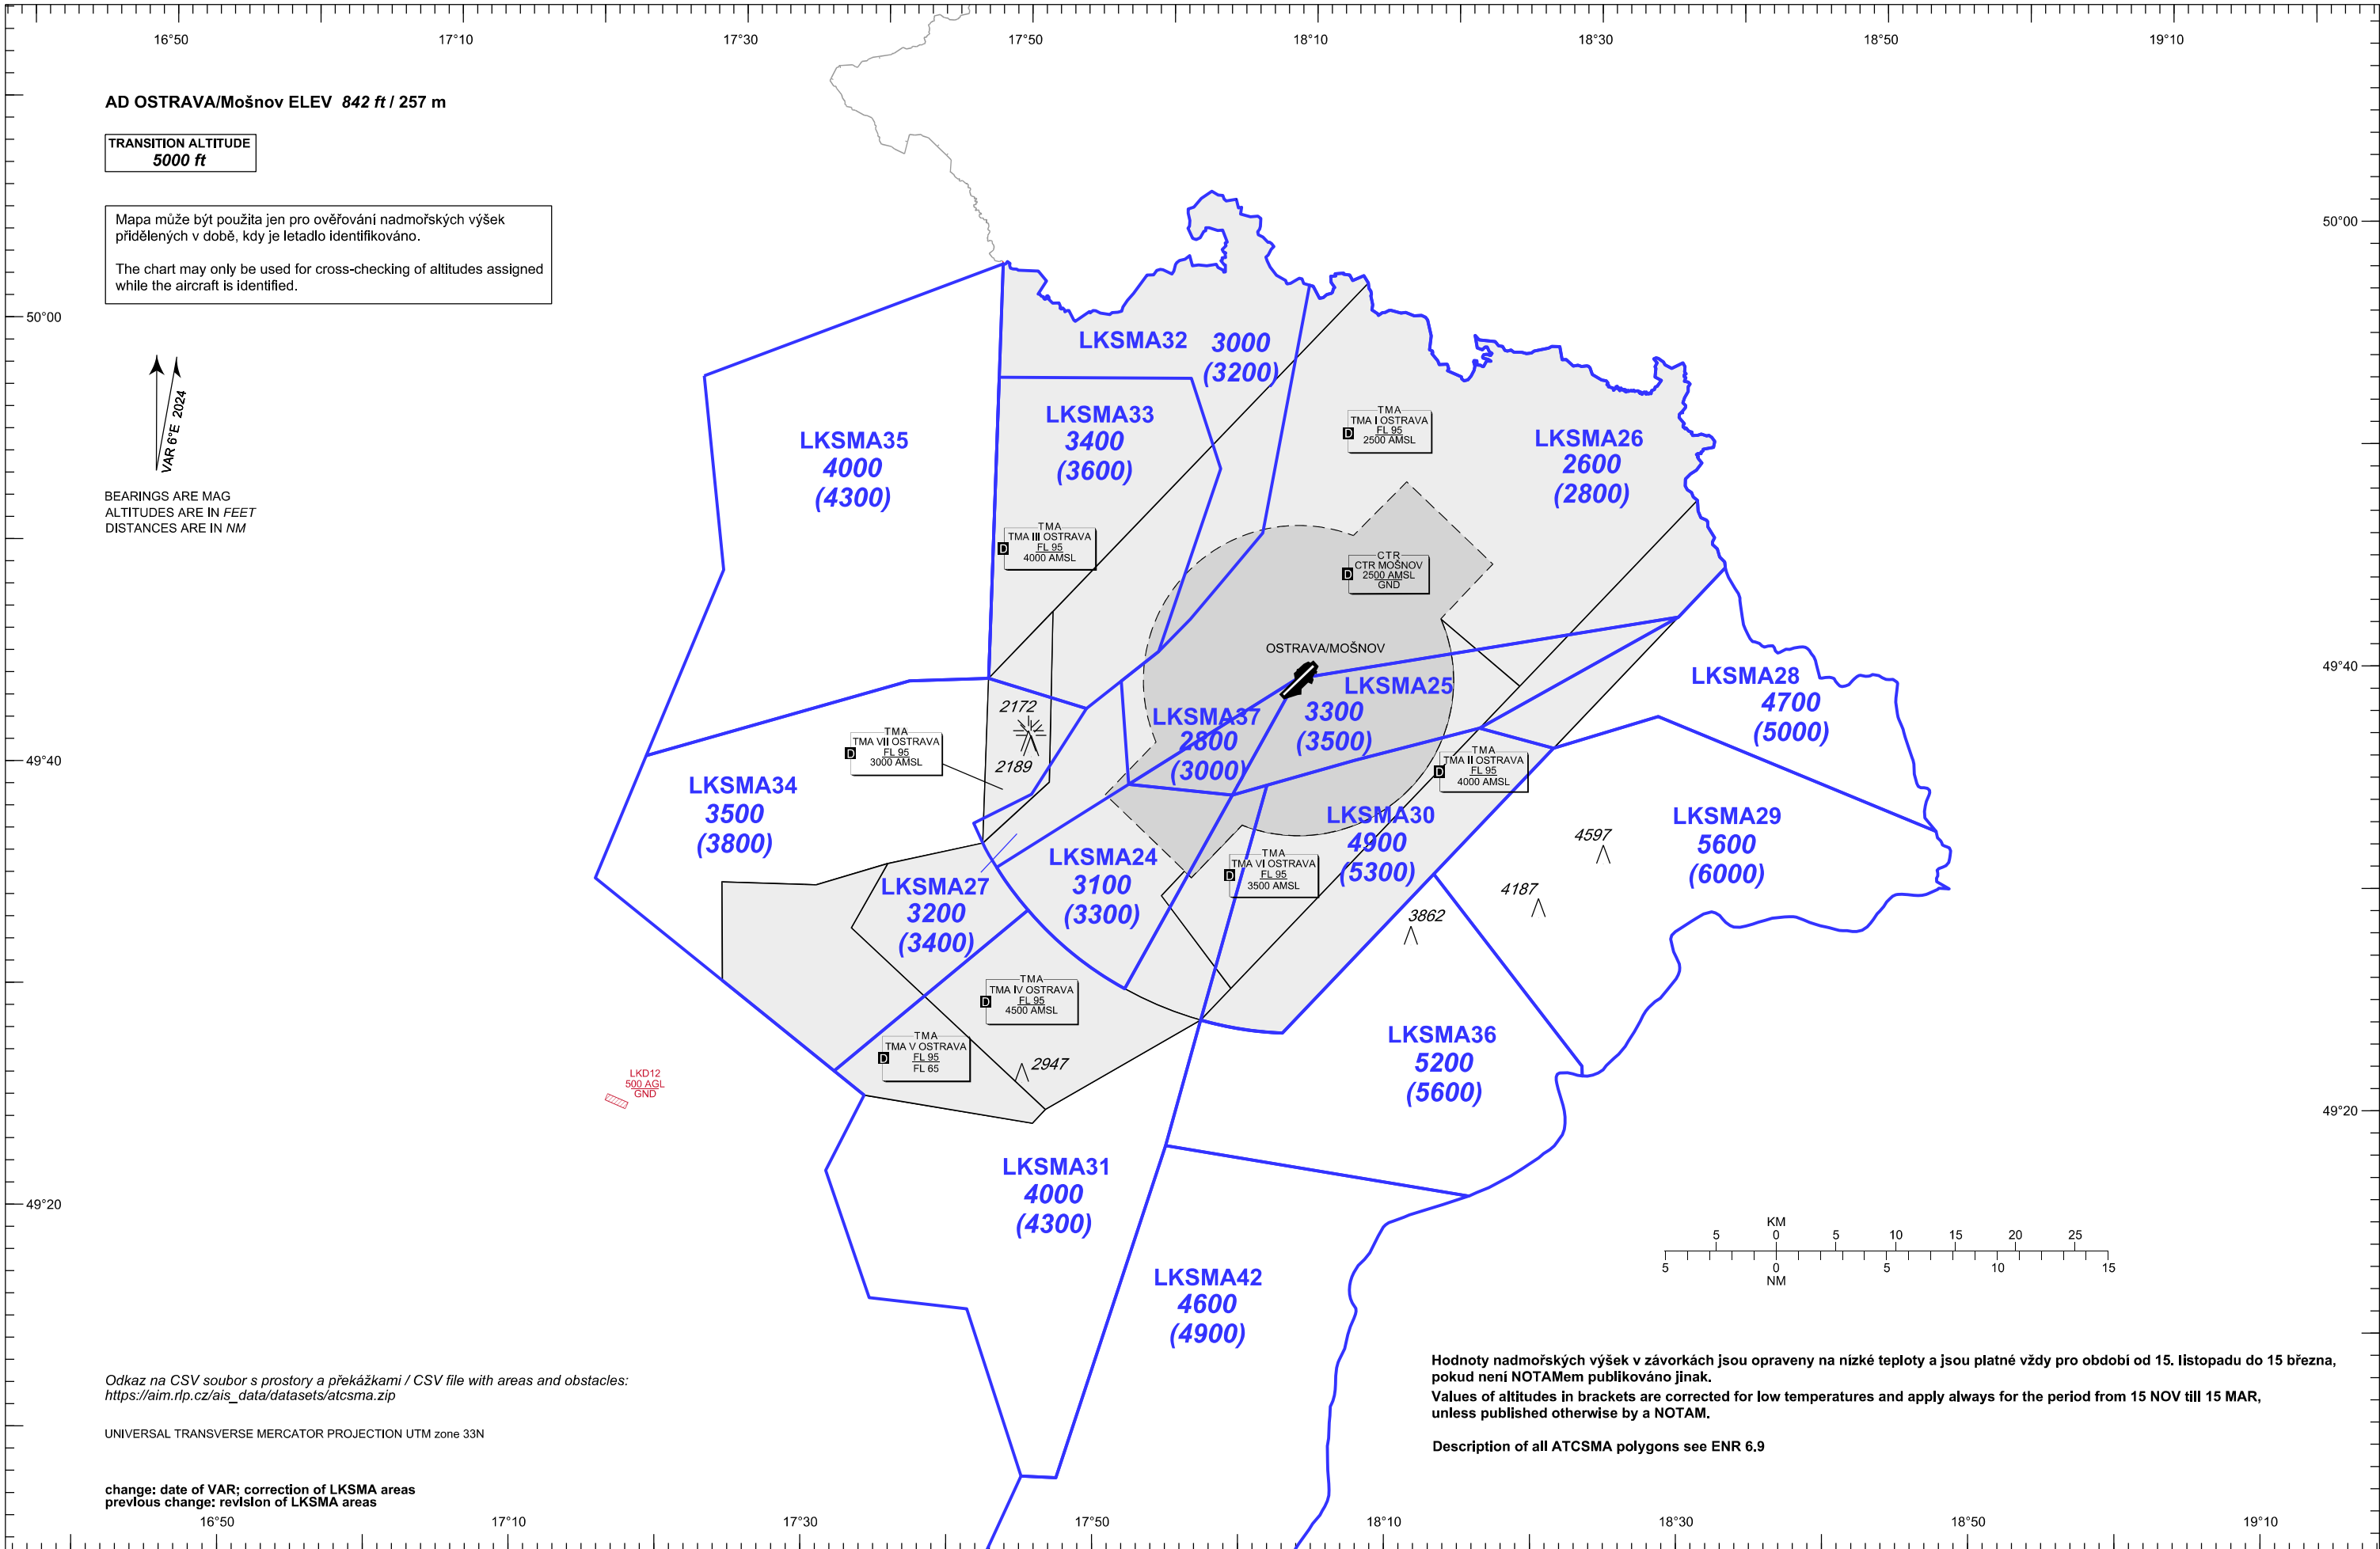 16°50
17°10
17°30
17°50
18°10
18°30
18°50
19°10
AD OSTRAVA/Mošnov ELEV 842 ft / 257 m
TRANSITION ALTITUDE
5000 ft
Mapa může být použita jen pro ověřování nadmořských výšek
přidělených v době, kdy je letadlo identifikováno.
The chart may only be used for cross-checking of altitudes assigned
while the aircraft is identified.
50°00
50°00
VAR 6°E 2024
BEARINGS ARE MAG
ALTITUDES ARE IN FEET
DISTANCES ARE IN NM
LKSMA32
3000
(3200)
LKSMA33
3400
(3600)
LKSMA35
4000
(4300)
TMA
TMA I OSTRAVA
FL 95
2500 AMSL
D
LKSMA26
2600
(2800)
TMA
TMA III OSTRAVA
FL 95
4000 AMSL
D
CTR
CTR MOŠNOV
2500 AMSL
GND
D
OSTRAVA/MOŠNOV
49°40
LKSMA25
3300
(3500)
LKSMA28
4700
(5000)
LKSMA37
2800
(3000)
2172
2189
TMA
TMA VII OSTRAVA
FL 95
3000 AMSL
D
49°40
TMA
TMA II OSTRAVA
FL 95
4000 AMSL
D
LKSMA34
3500
(3800)
LKSMA30
4900
(5300)
LKSMA29
5600
(6000)
4597
4187
3862
LKSMA24
3100
(3300)
TMA
TMA VI OSTRAVA
FL 95
3500 AMSL
D
LKSMA27
3200
(3400)
TMA
TMA IV OSTRAVA
FL 95
4500 AMSL
D
TMA
TMA V OSTRAVA
FL 95
FL 65
D
2947
LKSMA36
5200
(5600)
LKD12
500 AGL
GND
49°20
LKSMA31
4000
(4300)
49°20
KM
5 0 5 10 15 20 25
5 0 5 10 15
NM
LKSMA42
4600
(4900)
Hodnoty nadmořských výšek v závorkách jsou opraveny na nízké teploty a jsou platné vždy pro období od 15. listopadu do 15 března,
pokud není NOTAMem publikováno jinak.
Values of altitudes in brackets are corrected for low temperatures and apply always for the period from 15 NOV till 15 MAR,
unless published otherwise by a NOTAM.
Description of all ATCSMA polygons see ENR 6.9
Odkaz na CSV soubor s prostory a překážkami / CSV file with areas and obstacles:
https://aim.rlp.cz/ais_data/datasets/atcsma.zip
UNIVERSAL TRANSVERSE MERCATOR PROJECTION UTM zone 33N
change: date of VAR; correction of LKSMA areas
previous change: revision of LKSMA areas
16°50
17°10
17°30
17°50
18°10
18°30
18°50
19°10